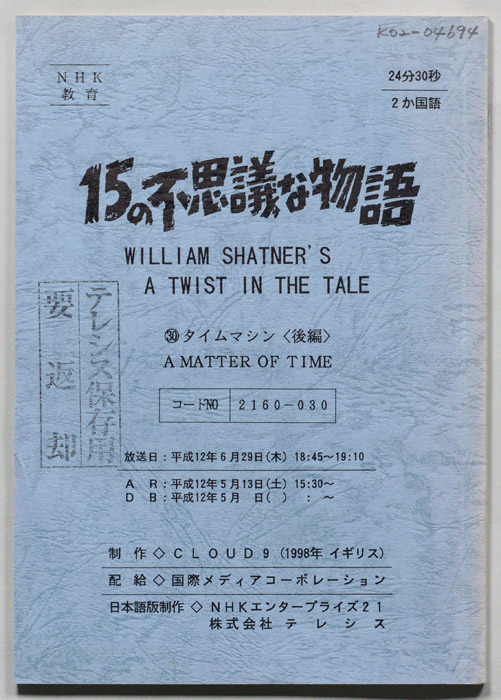 K02-04694
NHK
教育
24分30秒
2か国語
15の不思議な物語
WILLIAM SHATNER'S
A TWIST IN THE TALE
㉚タイムマシン〈後編〉
A MATTER OF TIME
コードNO 2160-030
テレシス保存用
要返却
放送日:平成12年6月29日(木) 18:45～19:10
A R:平成12年5月13日(土) 15:30～
D B:平成12年5月 日( ) : ～
制作◇CLOUD9 (1998年 イギリス)
配給◇国際メディアコーポレーション
日本語版制作◇NHKエンタープライズ21
株式会社テレシス